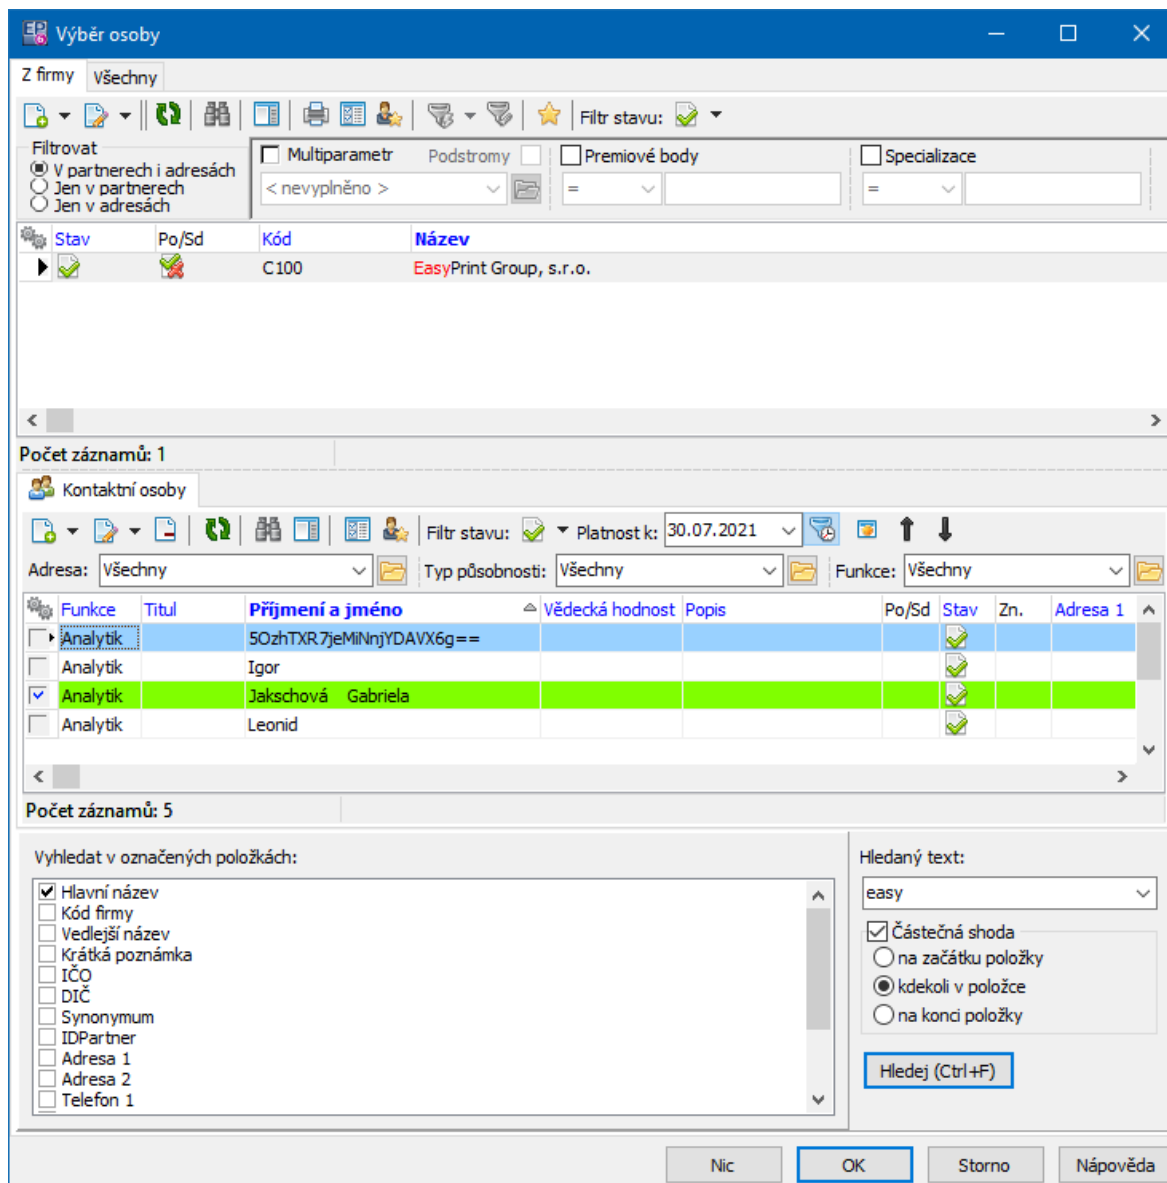 Výběr osoby
Z firmy Všechny
Filtr stavu:
Filtrovat
V partnerech i adresách
Jen v partnerech
Jen v adresách
Multiparametr Podstromy Premiové body Specializace
< nevyplněno > = =
Stav Po/Sd Kód Název
C100 EasyPrint Group, s.r.o.
Počet záznamů: 1
Kontaktní osoby
Filtr stavu: Platnost k: 30.07.2021
Adresa: Všechny Typ působnosti: Všechny Funkce: Všechny
Funkce Titul Příjmení a jméno Vědecká hodnost Popis Po/Sd Stav Zn. Adresa 1
Analytik 5OzhTXR7jeMiNnjYDAVX6g==
Analytik Igor
Analytik Jakschová Gabriela
Analytik Leonid
Počet záznamů: 5
Vyhledat v označených položkách:
Hlavní název
Kód firmy
Vedlejší název
Krátká poznámka
IČO
DIČ
Synonymum
IDPartner
Adresa 1
Adresa 2
Telefon 1
Hledaný text:
easy
Částečná shoda
na začátku položky
kdekoli v položce
na konci položky
Hledej (Ctrl+F)
Nic OK Storno Nápověda